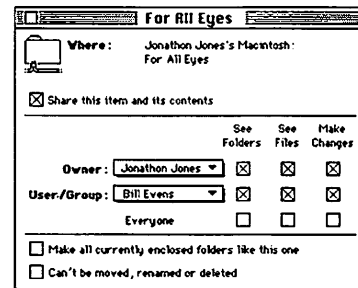 For All Eyes
Where: Jonathon Jones's Macintosh:
For All Eyes
Share this item and its contents
See See Make
Folders Files Changes
Owner: Jonathon Jones
User/Group: Bill Evens
Everyone
Make all currently enclosed folders like this one
Can't be moved, renamed or deleted